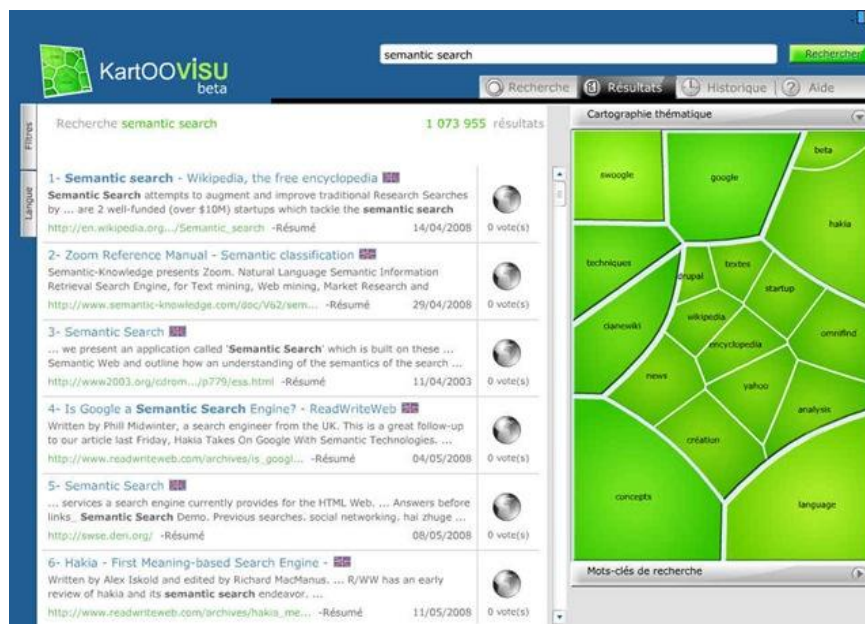 KartOOVISU
beta
semantic search
Rechercher
Recherche
Résultats
Historique
Aide
Filtres
Langue
Recherche semantic search
1 073 955 résultats
1- Semantic search - Wikipedia, the free encyclopedia
Semantic Search attempts to augment and improve traditional Research Searches
by ... are 2 well-funded (over $10M) startups which tackle the semantic search
http://en.wikipedia.org.../Semantic_search -Résumé 14/04/2008
0 vote(s)
2- Zoom Reference Manual - Semantic classification
Semantic-Knowledge presents Zoom. Natural Language Semantic Information
Retrieval Search Engine, for Text mining, Web mining, Market Research and
http://www.semantic-knowledge.com/doc/V62/sem... -Résumé 29/04/2008
0 vote(s)
3- Semantic Search
... we present an application called 'Semantic Search' which is built on these ...
Semantic Web and outline how an understanding of the semantics of the search ...
http://www2003.org/cdrom.../p779/ess.html -Résumé 11/04/2003
0 vote(s)
4- Is Google a Semantic Search Engine? - ReadWriteWeb
Written by Phill Midwinter, a search engineer from the UK. This is a great follow-up
to our article last Friday, Hakia Takes On Google With Semantic Technologies. ...
http://www.readwriteweb.com/archives/is_googl... -Résumé 04/05/2008
0 vote(s)
5- Semantic Search
... services a search engine currently provides for the HTML Web. ... Answers before
links_ Semantic Search Demo. Previous searches. social networking. hai zhuge ...
http://swse.deri.org/ -Résumé 08/05/2008
0 vote(s)
6- Hakia - First Meaning-based Search Engine -
Written by Alex Iskold and edited by Richard MacManus. ... R/WW has an early
review of hakia and its semantic search endeavor. ...
http://www.readwriteweb.com/archives/hakia_me... -Résumé 11/05/2008
0 vote(s)
Cartographie thématique
beta
swoogle
google
hakia
techniques
drupal
textes
startup
clanewiki
wikipedia
omnifind
encyclopedia
news
yahoo
analysis
création
concepts
language
Mots-clés de recherche